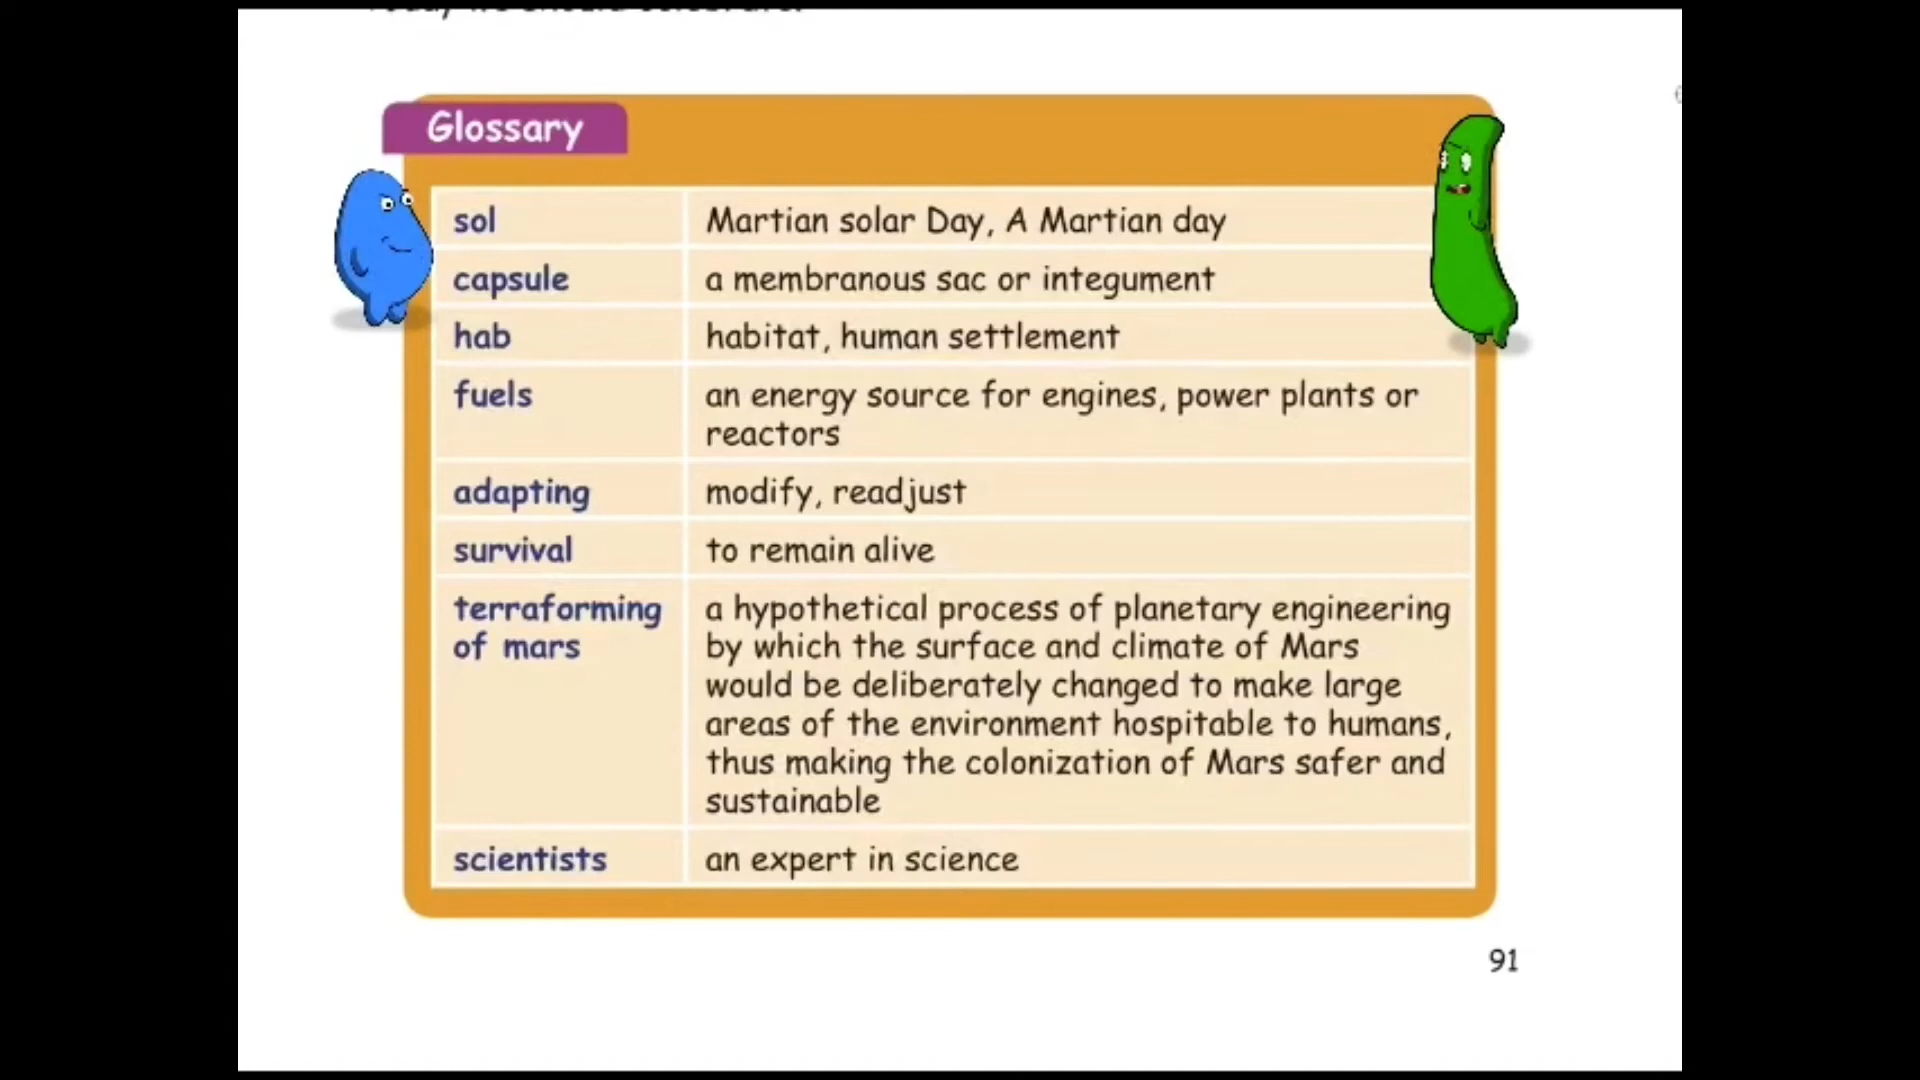 Glossary
sol Martian solar Day, A Martian day
capsule a membranous sac or integument
hab habitat, human settlement
fuels an energy source for engines, power plants or
reactors
adapting modify, readjust
survival to remain alive
terraforming a hypothetical process of planetary engineering
of mars by which the surface and climate of Mars
would be deliberately changed to make large
areas of the environment hospitable to humans,
thus making the colonization of Mars safer and
sustainable
scientists an expert in science
91